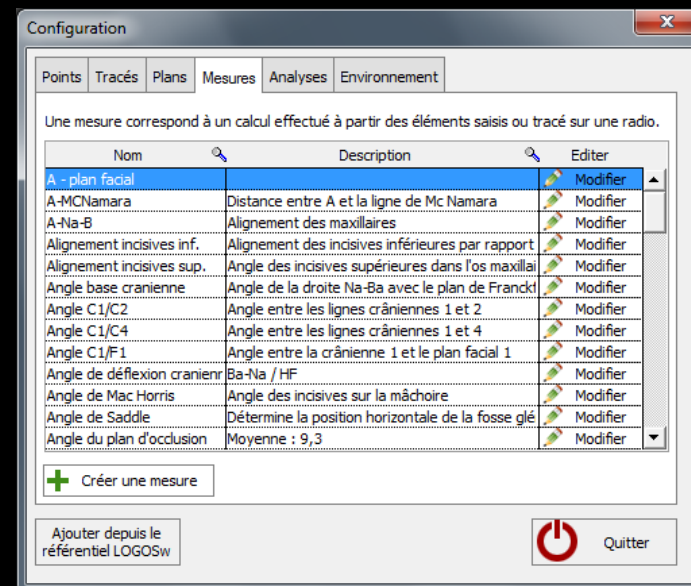 Configuration
Points Tracés Plans Mesures Analyses Environnement
Une mesure correspond à un calcul effectué à partir des éléments saisis ou tracé sur une radio.
Nom Description Editer
A - plan facial Modifier
A-MCNamara Distance entre A et la ligne de Mc Namara Modifier
A-Na-B Alignement des maxillaires Modifier
Alignement incisives inf. Alignement des incisives inférieures par rapport Modifier
Alignement incisives sup. Angle des incisives supérieures dans l'os maxillai Modifier
Angle base cranienne Angle de la droite Na-Ba avec le plan de Franckf Modifier
Angle C1/C2 Angle entre les lignes crâniennes 1 et 2 Modifier
Angle C1/C4 Angle entre les lignes crâniennes 1 et 4 Modifier
Angle C1/F1 Angle entre la crânienne 1 et le plan facial 1 Modifier
Angle de déflexion cranienr Ba-Na / HF Modifier
Angle de Mac Horris Angle des incisives sur la mâchoire Modifier
Angle de Saddle Détermine la position horizontale de la fosse glé Modifier
Angle du plan d'occlusion Moyenne : 9,3 Modifier
Créer une mesure
Ajouter depuis le
référentiel LOGOSw
Quitter